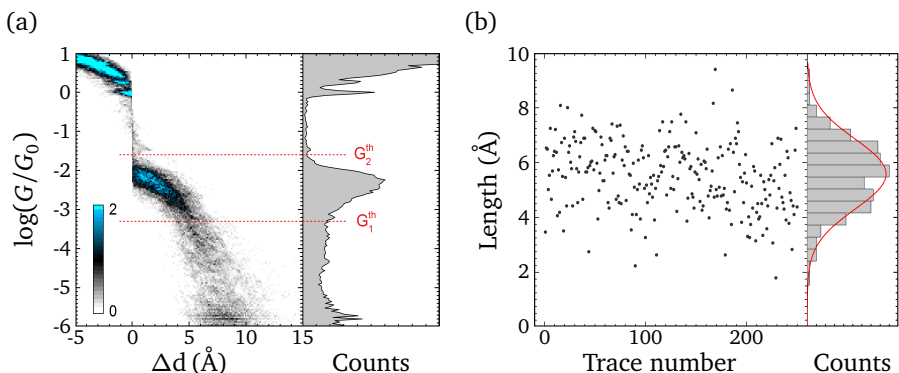 (a)
1
0
-1
-2
-3
-4
-5
-6
log(G/G₀)
2
0
G₂ᵗʰ
G₁ᵗʰ
-5 0 5 10 15
Δd (Å) Counts
(b)
10
8
6
4
2
0
Length (Å)
0 100 200
Trace number Counts